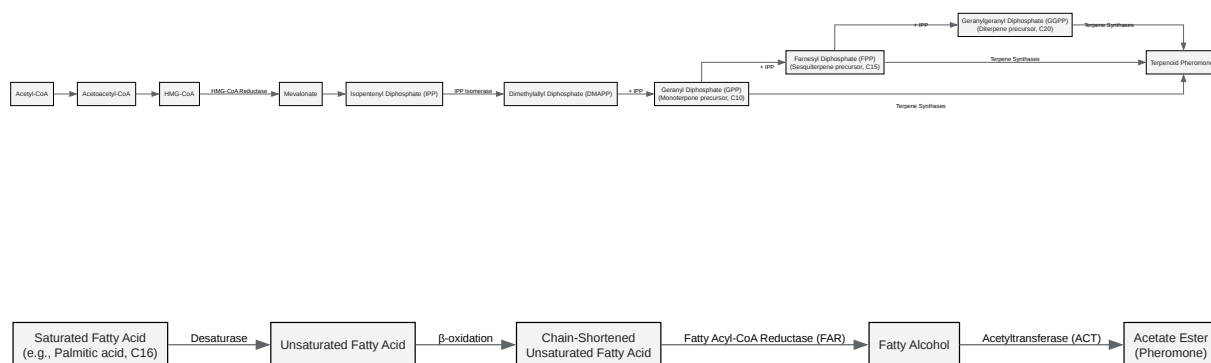 + IPP
Geranylgeranyl Diphosphate (GGPP)
(Diterpene precursor, C20)
Terpene Synthases
+ IPP
Farnesyl Diphosphate (FPP)
(Sesquiterpene precursor, C15)
Terpene Synthases
Terpenoid Pheromone
Acetyl-CoA
Acetoacetyl-CoA
HMG-CoA
HMG-CoA Reductase
Mevalonate
Isopentenyl Diphosphate (IPP)
IPP Isomerase
Dimethylallyl Diphosphate (DMAPP)
+ IPP
Geranyl Diphosphate (GPP)
(Monoterpene precursor, C10)
Terpene Synthases
Saturated Fatty Acid
(e.g., Palmitic acid, C16)
Desaturase
Unsaturated Fatty Acid
β-oxidation
Chain-Shortened
Unsaturated Fatty Acid
Fatty Acyl-CoA Reductase (FAR)
Fatty Alcohol
Acetyltransferase (ACT)
Acetate Ester
(Pheromone)